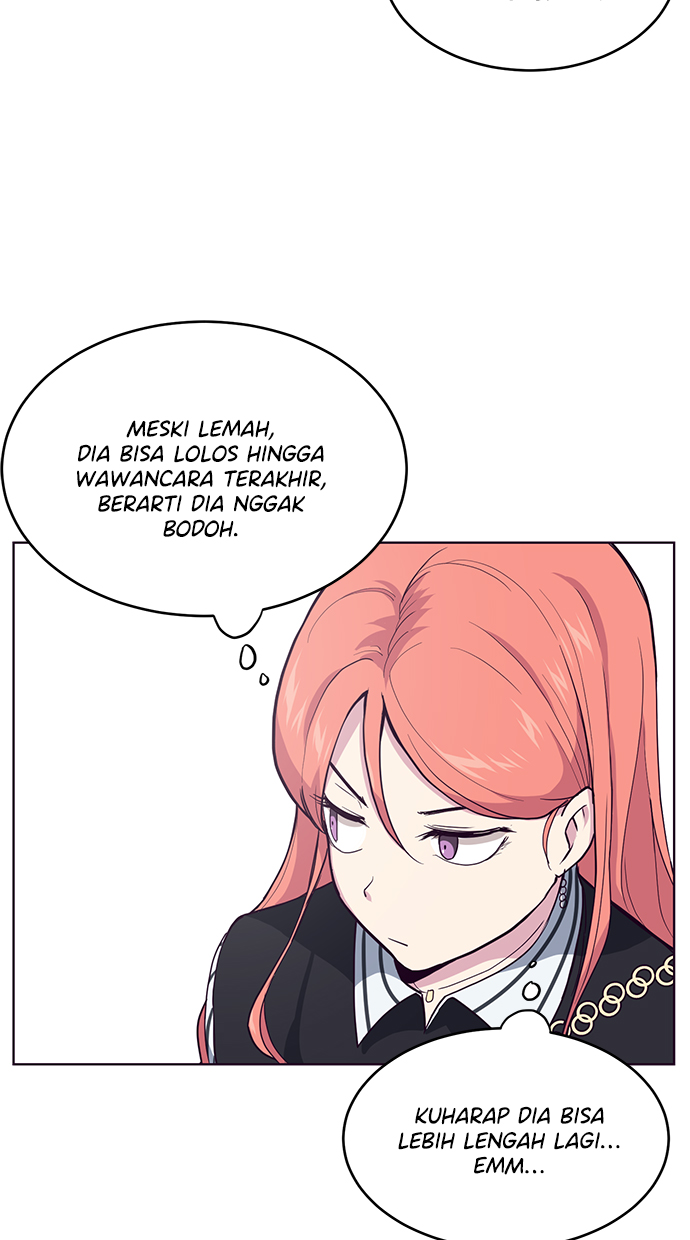 MESKI LEMAH,
DIA BISA LOLOS HINGGA
WAWANCARA TERAKHIR,
BERARTI DIA NGGAK
BODOH.
KUHARAP DIA BISA
LEBIH LENGAH LAGI...
EMM...